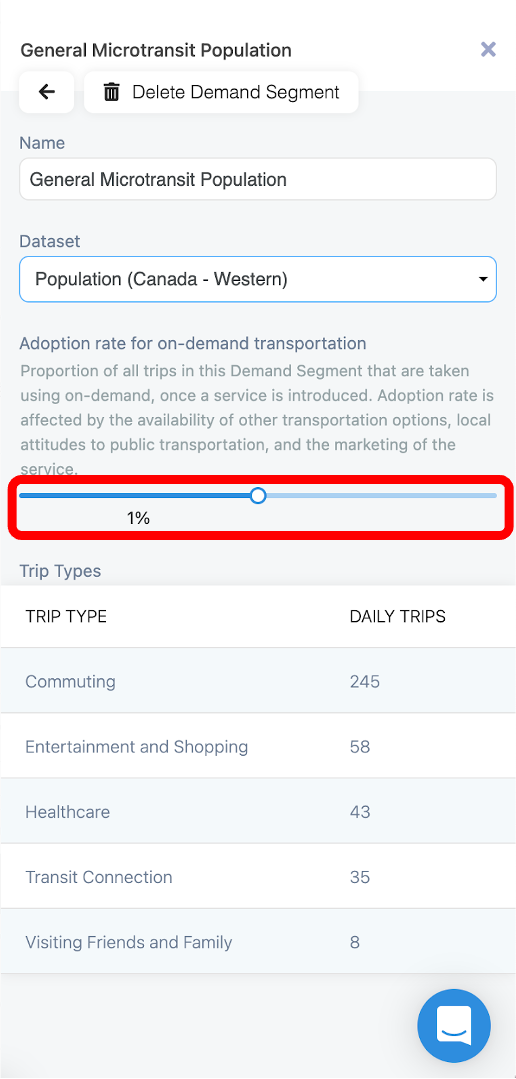 General Microtransit Population
Delete Demand Segment
Name
General Microtransit Population
Dataset
Population (Canada - Western)
Adoption rate for on-demand transportation
Proportion of all trips in this Demand Segment that are taken
using on-demand, once a service is introduced. Adoption rate is
affected by the availability of other transportation options, local
attitudes to public transportation, and the marketing of the
service.
1%
Trip Types
TRIP TYPE DAILY TRIPS
Commuting 245
Entertainment and Shopping 58
Healthcare 43
Transit Connection 35
Visiting Friends and Family 8